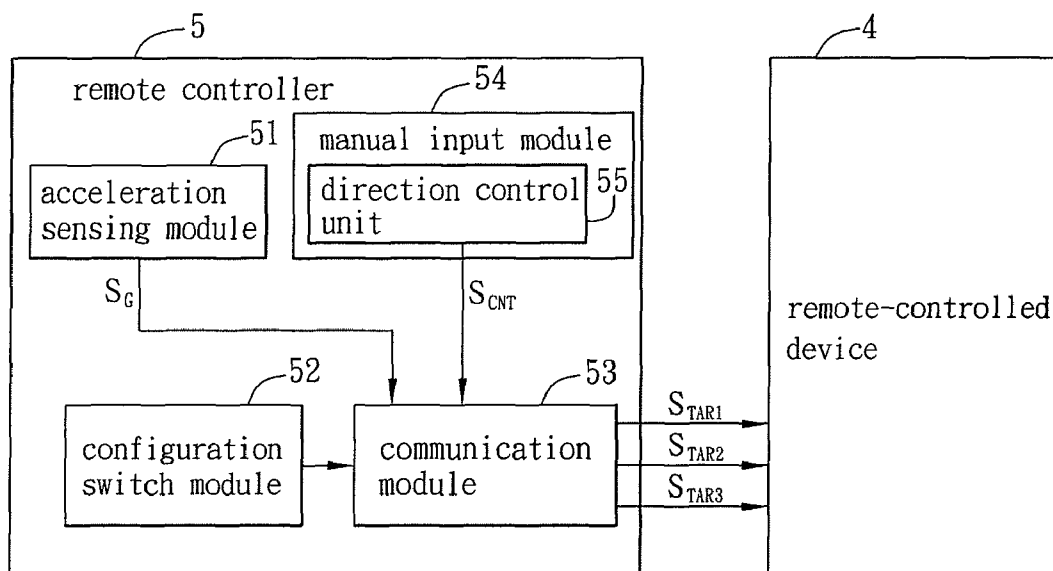 5
4
remote controller
54
51
manual input module
acceleration
sensing module
direction control
unit
55
S_G
S_CNT
remote-controlled
device
52
53
configuration
switch module
communication
module
S_TAR1
S_TAR2
S_TAR3